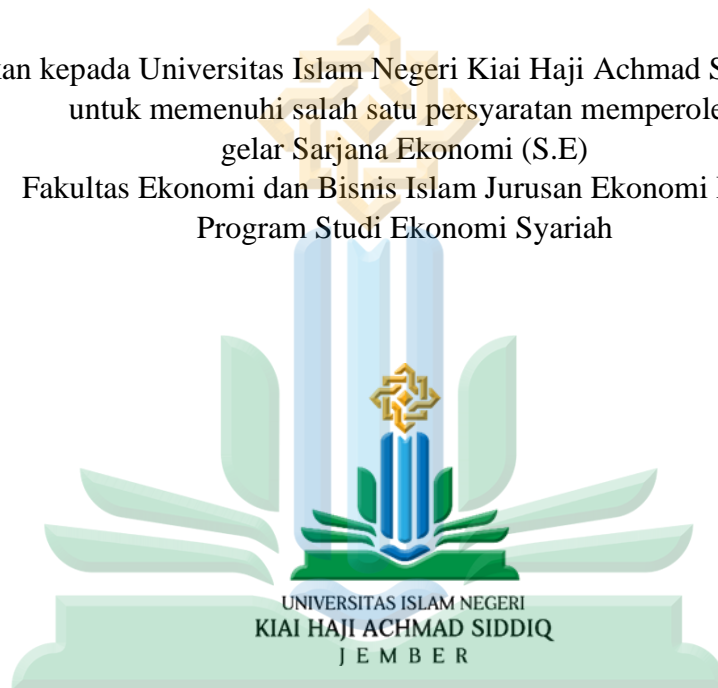 kepada Universitas Islam Negeri Kiai Haji Achmad
untuk memenuhi salah satu persyaratan
gelar Sarjana Ekonomi (S.E)
Fakultas Ekonomi dan Bisnis Islam Jurusan Ekonomi
Program Studi Ekonomi Syariah
UNIVERSITAS ISLAM NEGERI
KIAI HAJI ACHMAD SIDDIQ
JEMBER